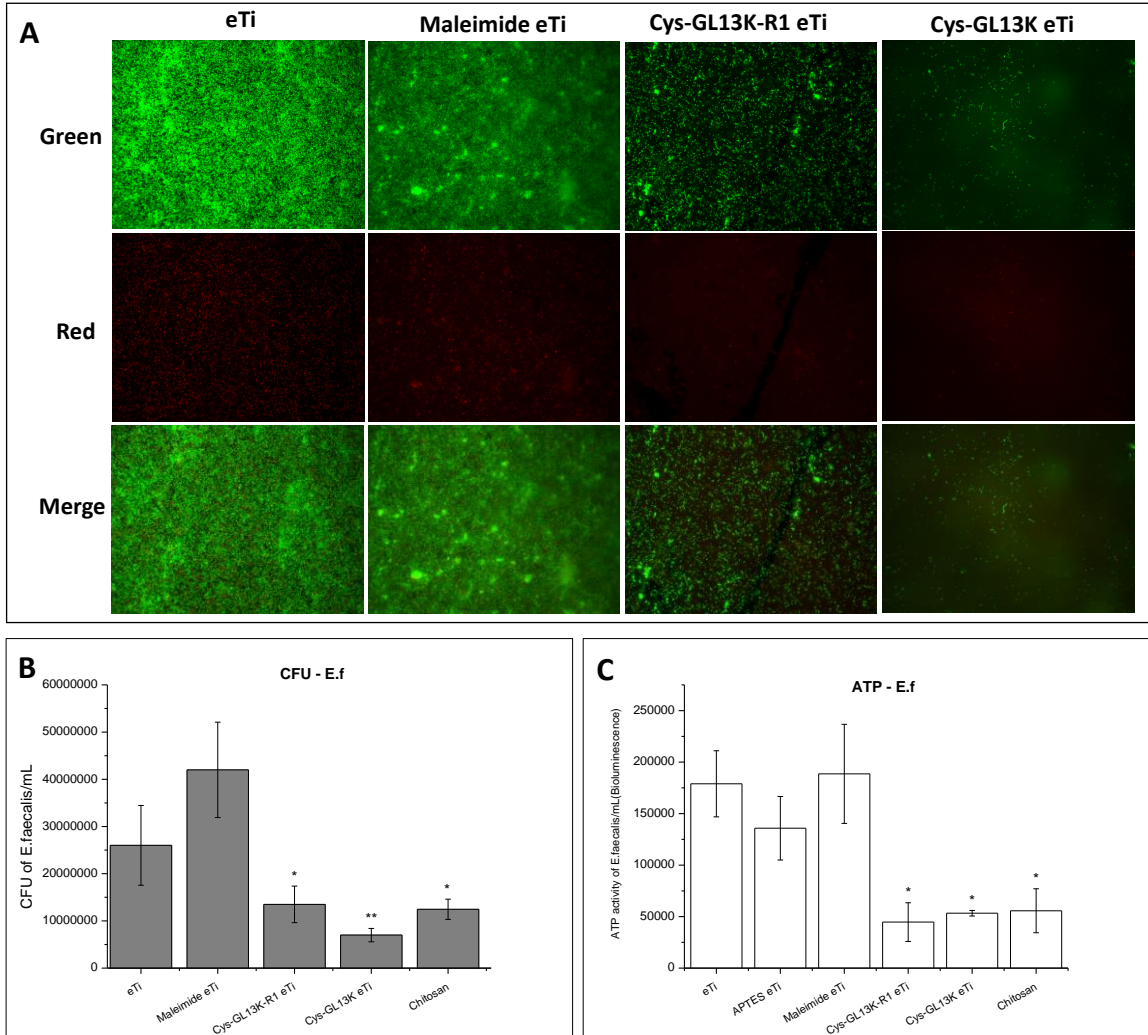 A
eTi
Maleimide eTi
Cys-GL13K-R1 eTi
Cys-GL13K eTi
Green
Red
Merge
B
CFU - E.f
CFU of E.faecalis/mL
60000000
50000000
40000000
30000000
20000000
10000000
0
*
**
*
eTi
Maleimide eTi
Cys-GL13K-R1 eTi
Cys-GL13K eTi
Chitosan
C
ATP - E.f
ATP activity of E.faecalis/mL(Bioluminescence)
250000
200000
150000
100000
50000
0
*
*
*
eTi
APTES eTi
Maleimide eTi
Cys-GL13K-R1 eTi
Cys-GL13K eTi
Chitosan